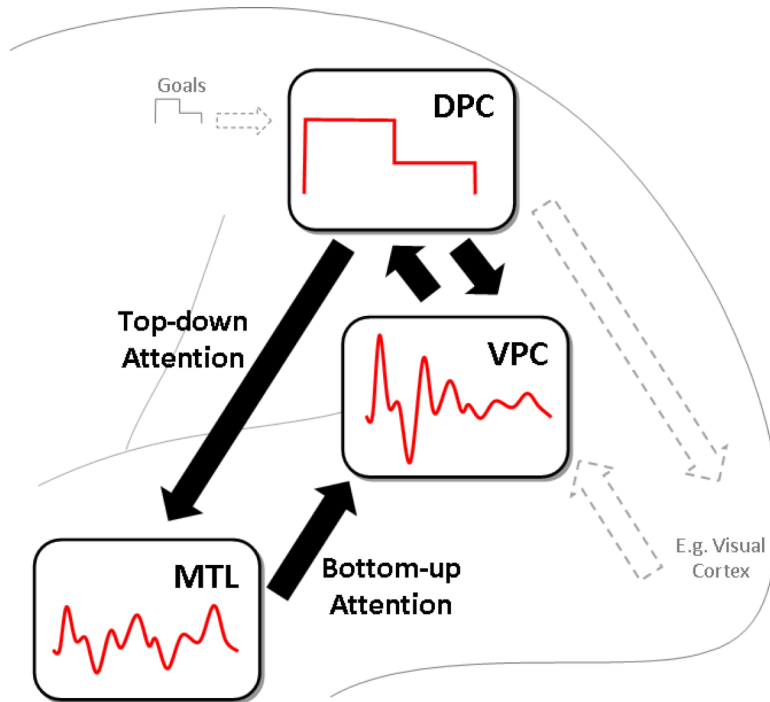 Goals
DPC
Top-down
Attention
VPC
MTL
Bottom-up
Attention
E.g. Visual
Cortex